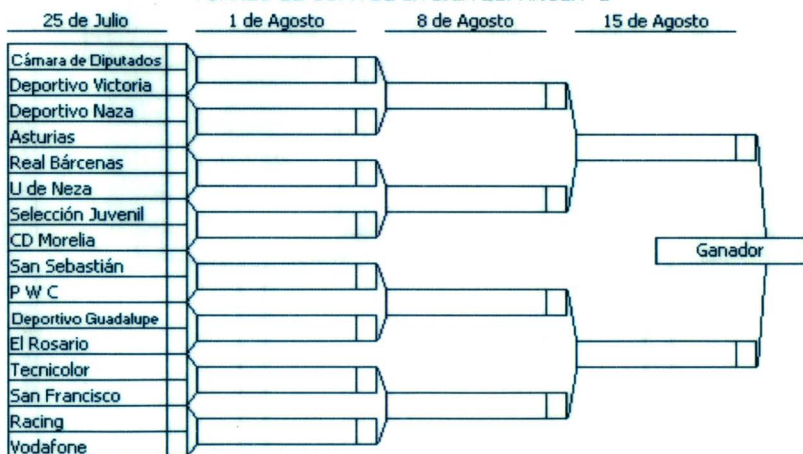 25 de Julio 1 de Agosto 8 de Agosto 15 de Agosto
Cámara de Diputados
Deportivo Victoria
Deportivo Naza
Asturias
Real Bárcenas
U de Neza
Selección Juvenil
CD Morelia
San Sebastián
P W C
Deportivo Guadalupe
El Rosario
Tecnicolor
San Francisco
Racing
Vodafone
Ganador